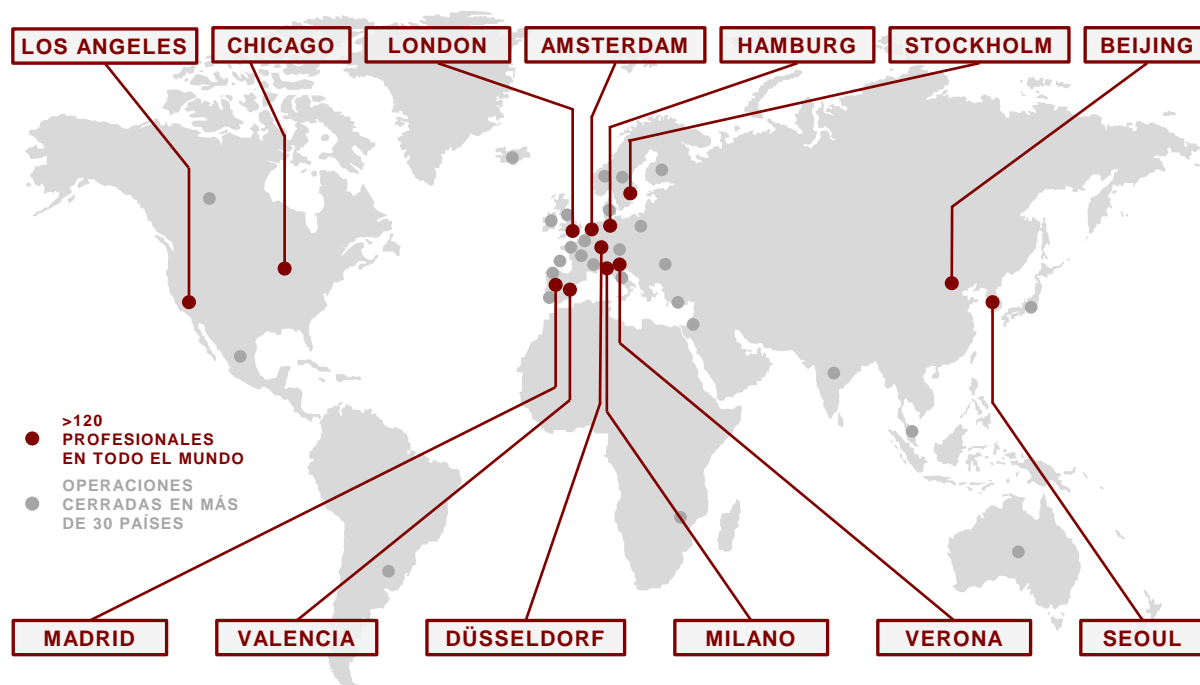 LOS ANGELES
CHICAGO
LONDON
AMSTERDAM
HAMBURG
STOCKHOLM
BEIJING
>120
PROFESIONALES
EN TODO EL MUNDO
OPERACIONES
CERRADAS EN MÁS
DE 30 PAÍSES
MADRID
VALENCIA
DÜSSELDORF
MILANO
VERONA
SEOUL